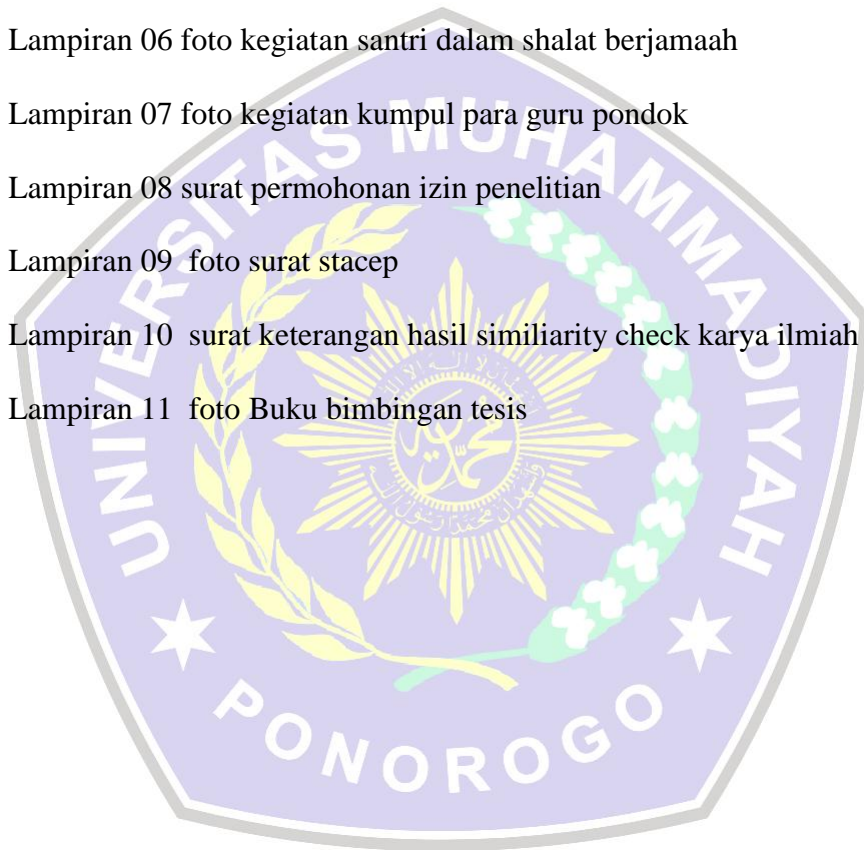 Lampiran 06 foto kegiatan santri dalam shalat berjamaah
Lampiran 07 foto kegiatan kumpul para guru pondok
Lampiran 08 surat permohonan izin penelitian
Lampiran 09  foto surat stacep
Lampiran 10  surat keterangan hasil similiarity check karya ilmiah
Lampiran 11  foto Buku bimbingan tesis
UNIVERSITAS MUHAMMADIYAH
PONOROGO
محمدية